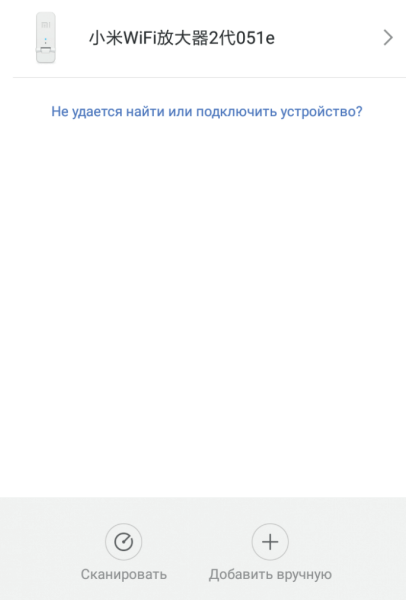 小米WiFi放大器2代051e
Не удается найти или подключить устройство?
Сканировать
Добавить вручную